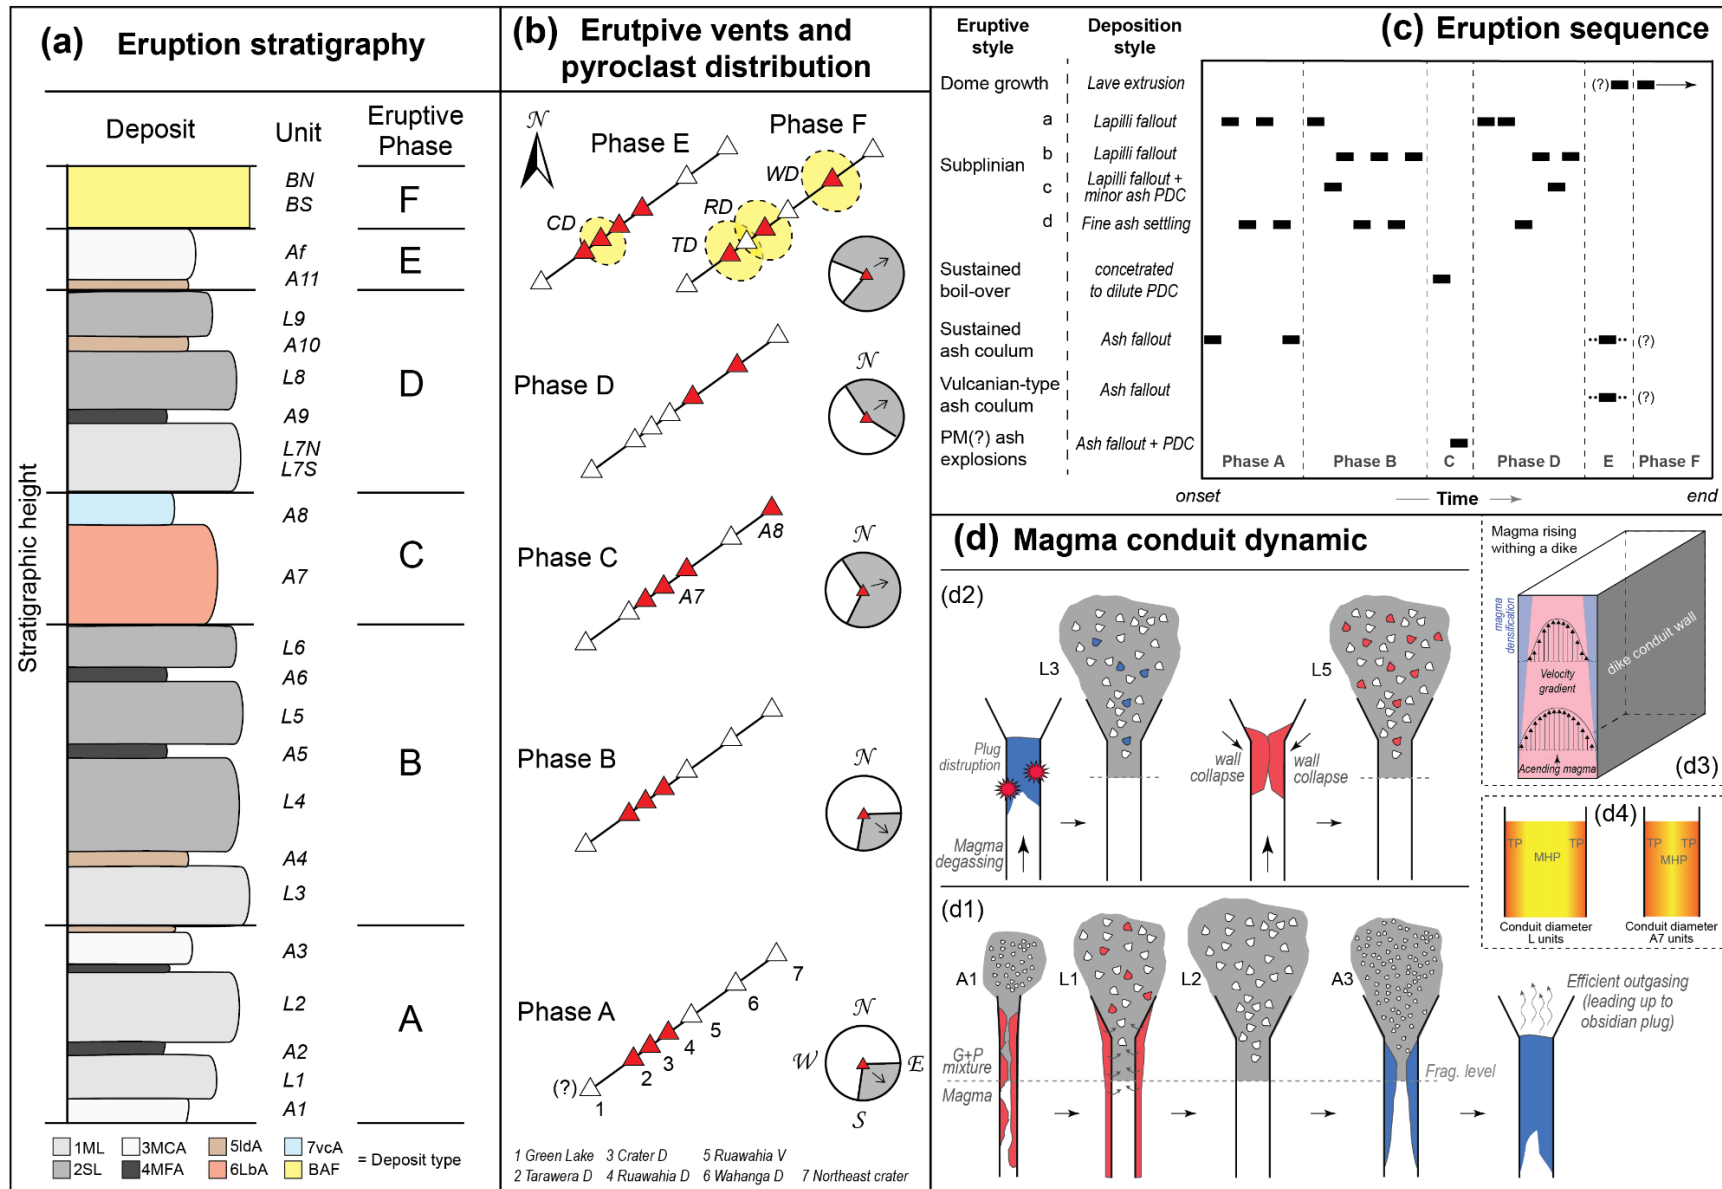 (a) Eruption stratigraphy
Deposit
Unit
Eruptive
Phase
Stratigraphic height
BN
BS
F
Af
A11
E
L9
A10
L8
A9
L7N
L7S
D
A8
A7
C
L6
A6
L5
A5
L4
A4
L3
B
A3
L2
A2
L1
A1
A
1ML
3MCA
5ldA
7vcA
2SL
4MFA
6LbA
BAF
= Deposit type
(b) Erutpive vents and
pyroclast distribution
N
Phase E
Phase F
CD
WD
RD
TD
Phase D
N
Phase C
A8
A7
N
Phase B
N
Phase A
(?)
1
2
3
4
5
6
7
N
W
E
S
1 Green Lake 3 Crater D 5 Ruawahia V
2 Tarawera D 4 Ruawahia D 6 Wahanga D 7 Northeast crater
(c) Eruption sequence
Eruptive
style
Deposition
style
Dome growth
Lave extrusion
(?)
Subplinian
a
Lapilli fallout
b
Lapilli fallout
c
Lapilli fallout +
minor ash PDC
d
Fine ash settling
Sustained
boil-over
concetrated
to dilute PDC
Sustained
ash coulum
Ash fallout
(?)
Vulcanian-type
ash coulum
Ash fallout
(?)
PM(?) ash
explosions
Ash fallout + PDC
Phase A
Phase B
C
Phase D
E
Phase F
onset
Time
end
(d) Magma conduit dynamic
(d2)
L3
Plug
distruption
Magma
degassing
L5
wall
collapse
wall
collapse
Magma rising
withing a dike
magma
densification
Velocity
gradient
Acending magma
dike conduit wall
(d3)
(d4)
TP
MHP
TP
TP
MHP
TP
Conduit diameter
L units
Conduit diameter
A7 units
(d1)
A1
G+P
mixture
Magma
L1
L2
A3
Frag. level
Efficient outgasing
(leading up to
obsidian plug)